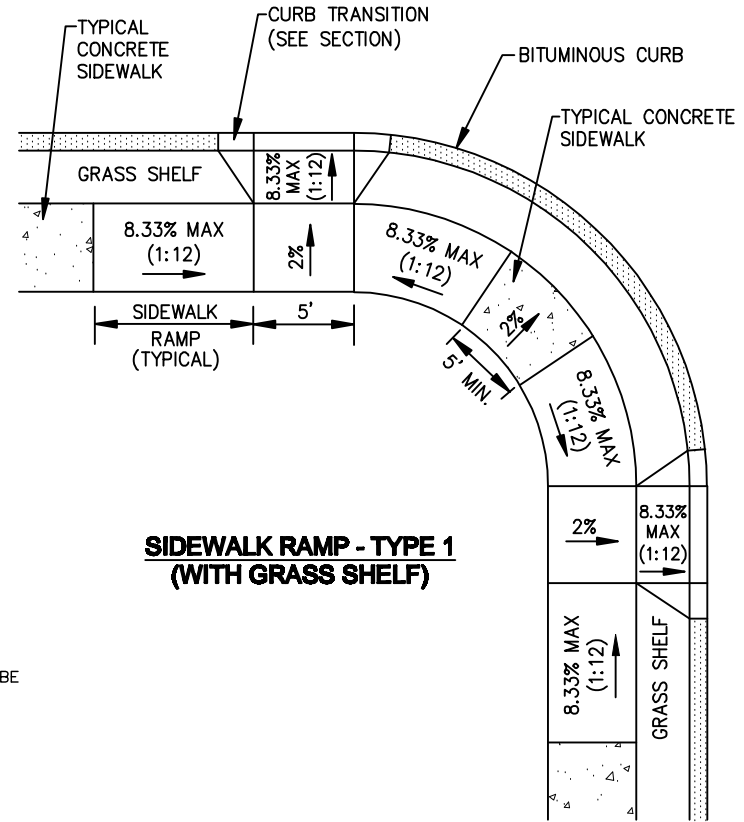 TYPICAL
CONCRETE
SIDEWALK
CURB TRANSITION
(SEE SECTION)
BITUMINOUS CURB
TYPICAL CONCRETE
SIDEWALK
GRASS SHELF
8.33%
MAX
(1:12)
8.33% MAX
(1:12)
2%
8.33% MAX
(1:12)
2%
SIDEWALK
RAMP
(TYPICAL)
5'
5' MIN.
8.33% MAX
(1:12)
2%
8.33%
MAX
(1:12)
SIDEWALK RAMP - TYPE 1
(WITH GRASS SHELF)
8.33% MAX
(1:12)
GRASS SHELF
BE